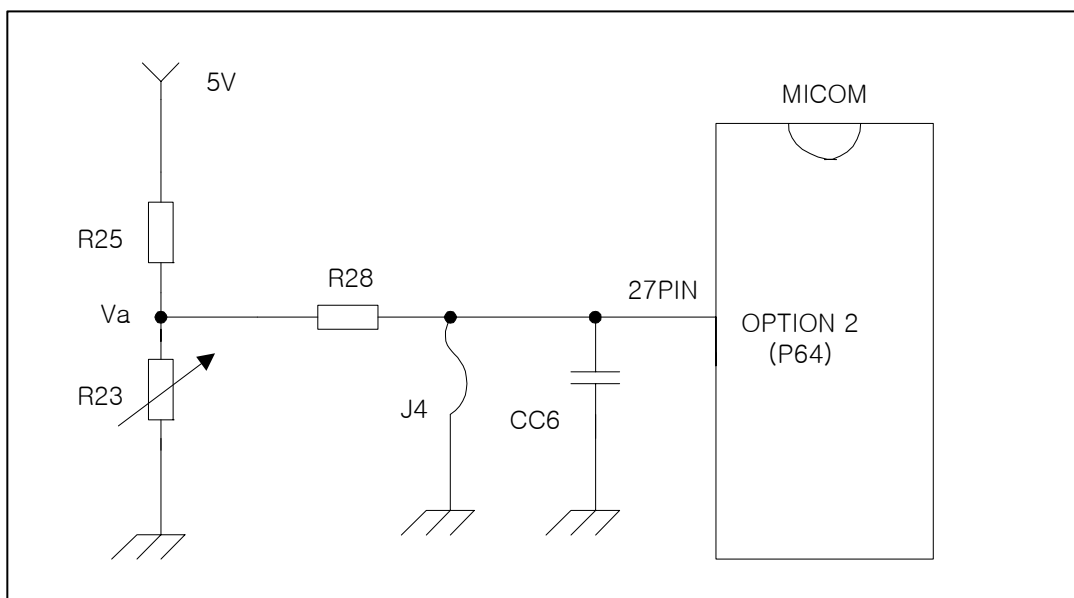 5V
MICOM
R25
R28
27PIN
Va
OPTION 2
(P64)
R23
J4
CC6